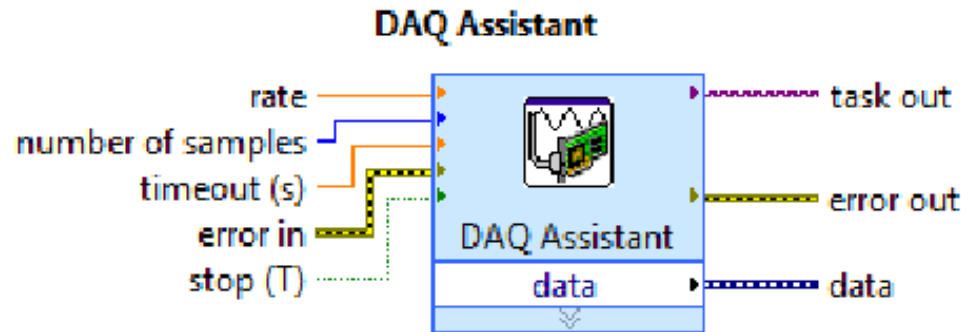 DAQ Assistant
rate
number of samples
timeout (s)
error in
stop (T)
DAQ Assistant
data
task out
error out
data